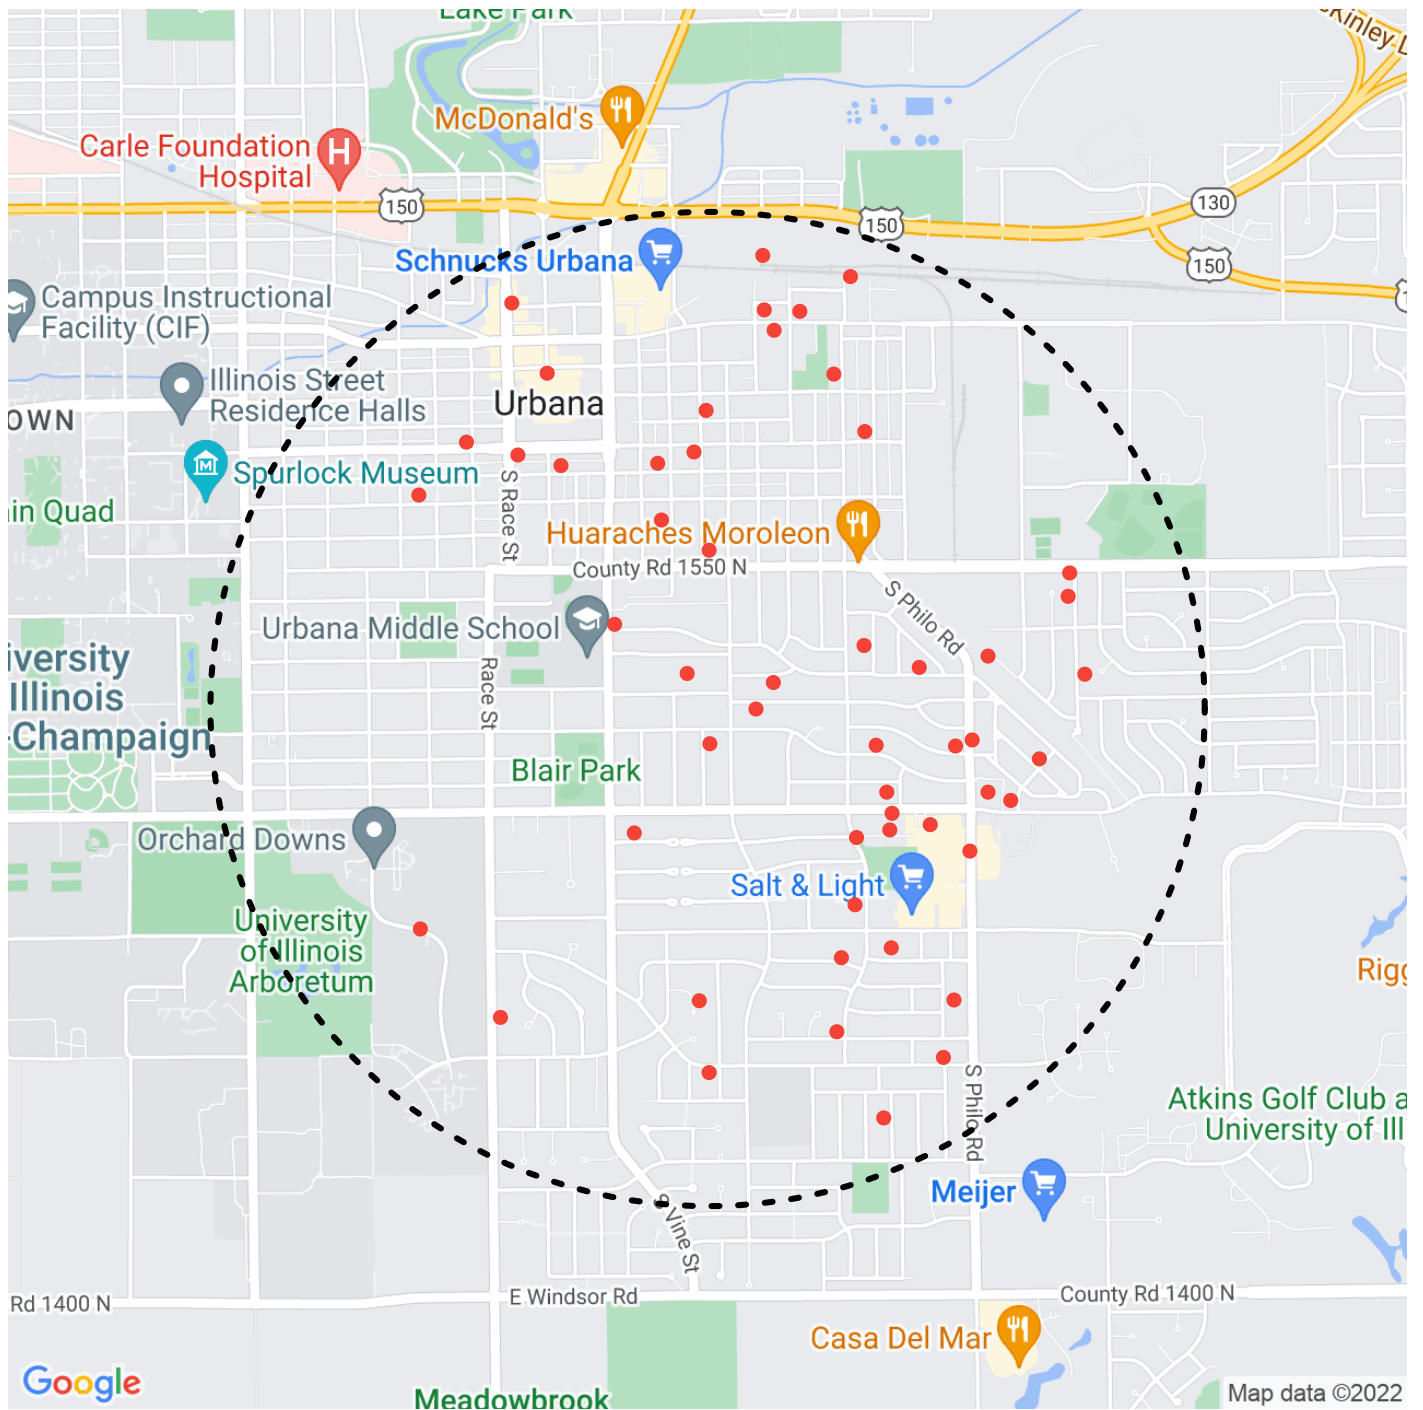 Lake Park
McKinley D
McDonald's
Carle Foundation
Hospital
H
150
130
150
150
1
Schnucks Urbana
Campus Instructional
Facility (CIF)
Illinois Street
Residence Halls
Urbana
OWN
M
Spurlock Museum
S Race St
in Quad
Huaraches Moroleon
County Rd 1550 N
S Philo Rd
Urbana Middle School
iversity
Illinois
-Champaign
Race St
Blair Park
Orchard Downs
Salt & Light
University
of Illinois
Arboretum
Rigg
S Philo Rd
Atkins Golf Club a
University of Ill
Meijer
S Vine St
Rd 1400 N
E Windsor Rd
County Rd 1400 N
Casa Del Mar
Google
Meadowbrook
Map data ©2022